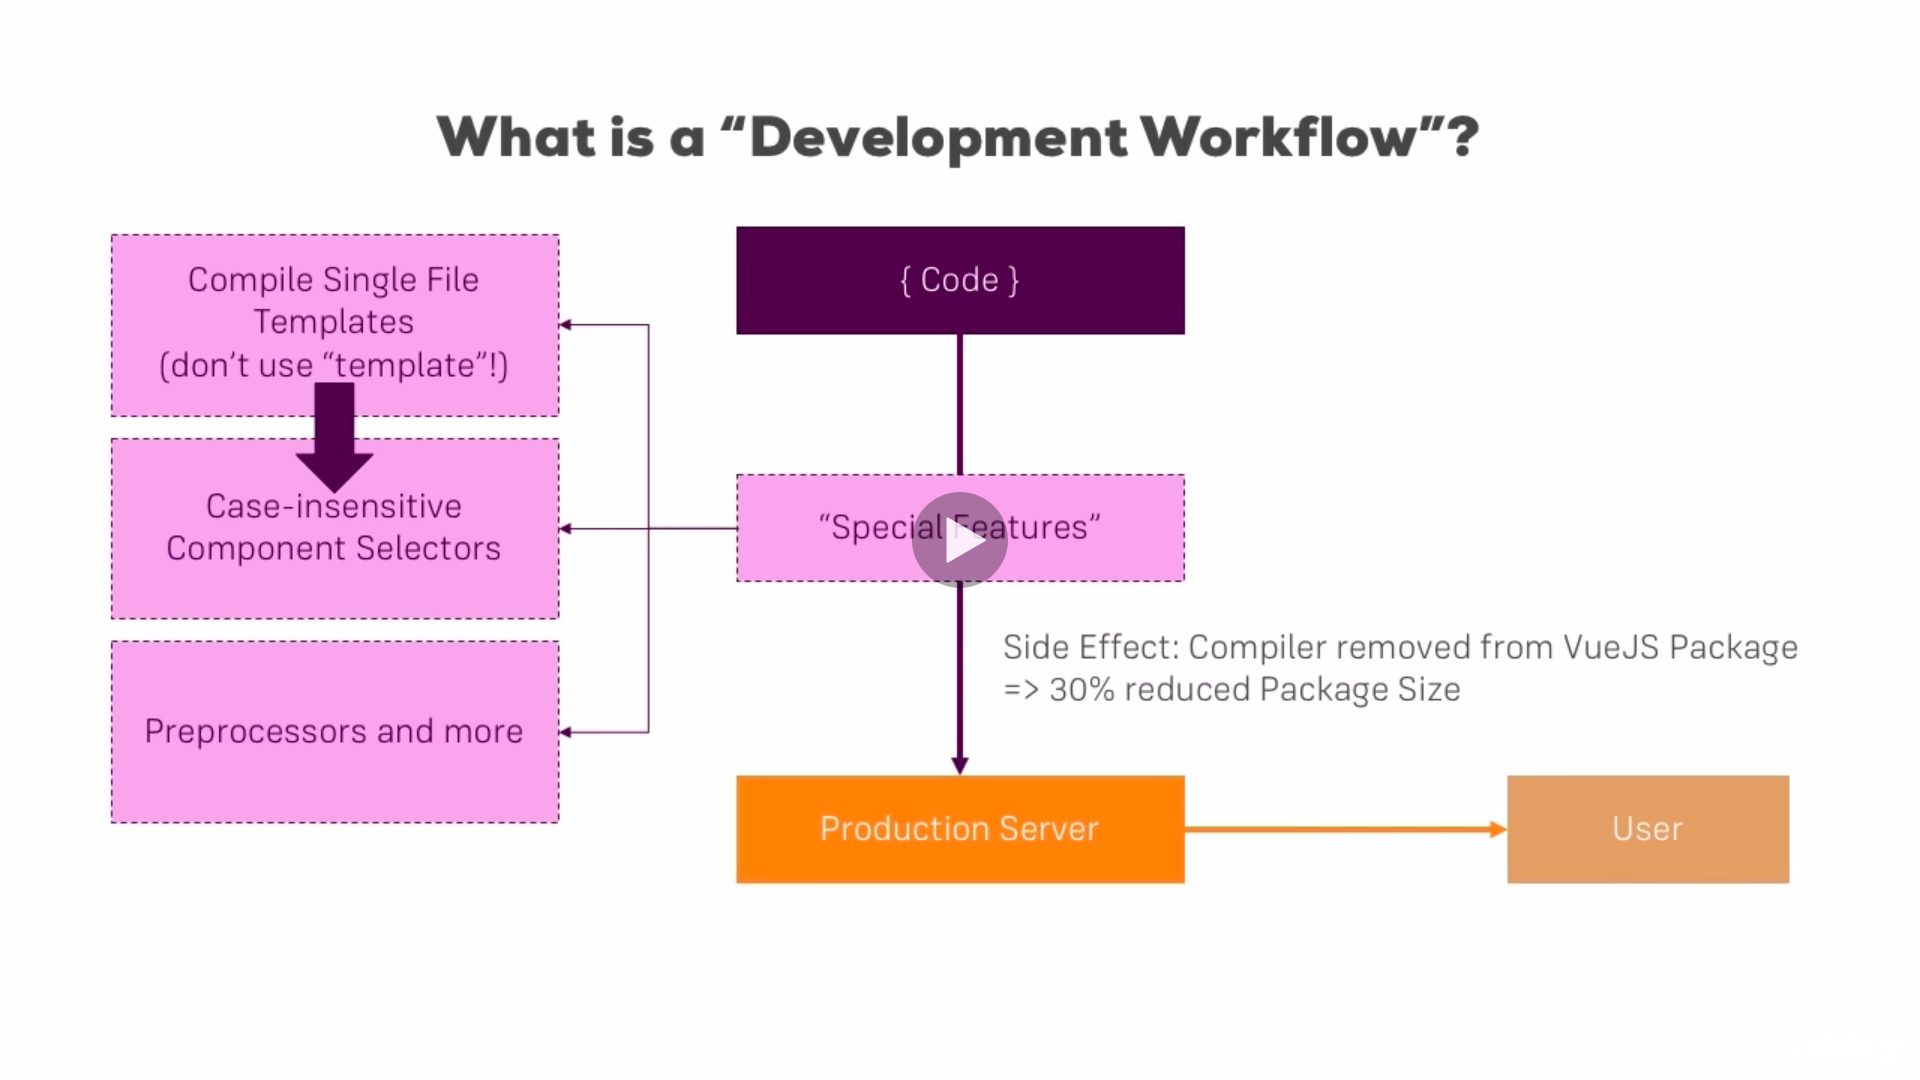 What is a “Development Workflow”?
Compile Single File
Templates
(don’t use “template”!)
Case-insensitive
Component Selectors
Preprocessors and more
{ Code }
“Special Features”
Side Effect: Compiler removed from VueJS Package
=> 30% reduced Package Size
Production Server
User